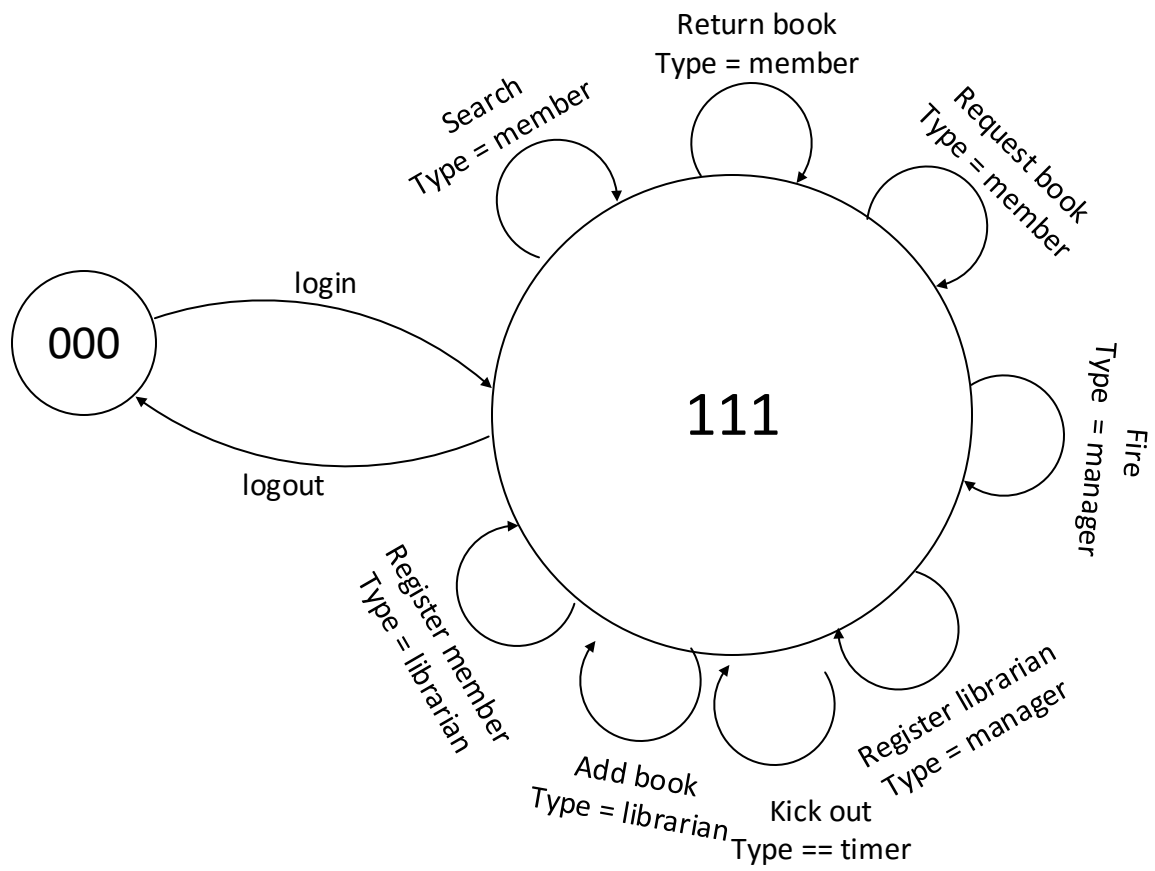 Return book
Type = member
Search
Type = member
Request book
Type = member
login
000
111
logout
Fire
Type = manager
Register member
Type = librarian
Register librarian
Type = manager
Add book
Type = librarian
Kick out
Type == timer